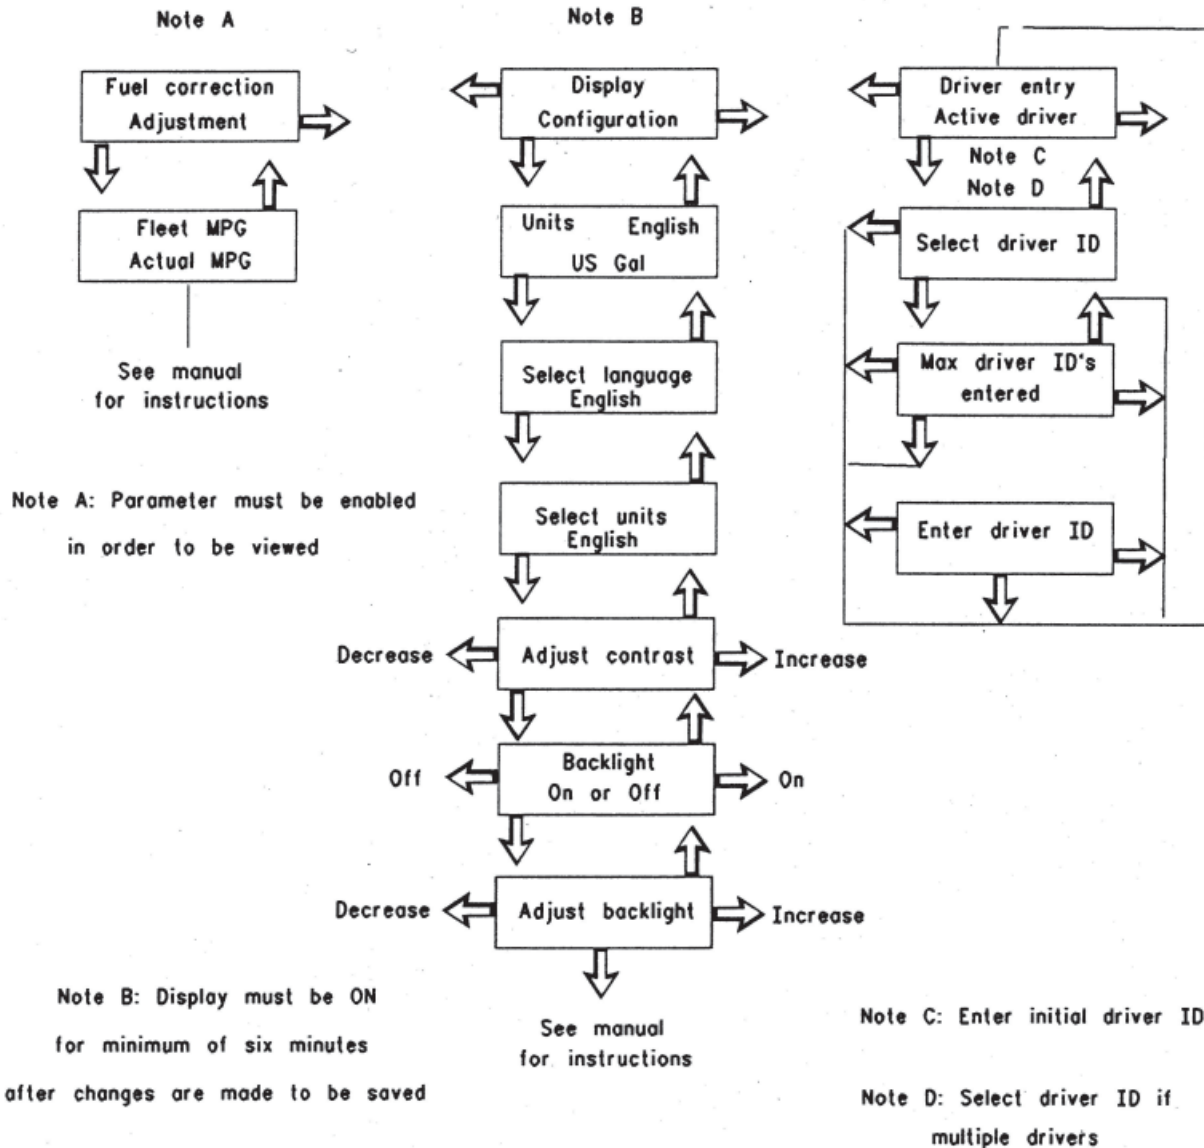 Note A
Fuel correction
Adjustment
Fleet MPG
Actual MPG
See manual
for instructions
Note A: Parameter must be enabled
in order to be viewed
Note B
Display
Configuration
Units English
US Gal
Select language
English
Select units
English
Decrease
Adjust contrast
Increase
Off
Backlight
On or Off
On
Decrease
Adjust backlight
Increase
See manual
for instructions
Note B: Display must be ON
for minimum of six minutes
after changes are made to be saved
Driver entry
Active driver
Note C
Note D
Select driver ID
Max driver ID's
entered
Enter driver ID
Note C: Enter initial driver ID
Note D: Select driver ID if
multiple drivers